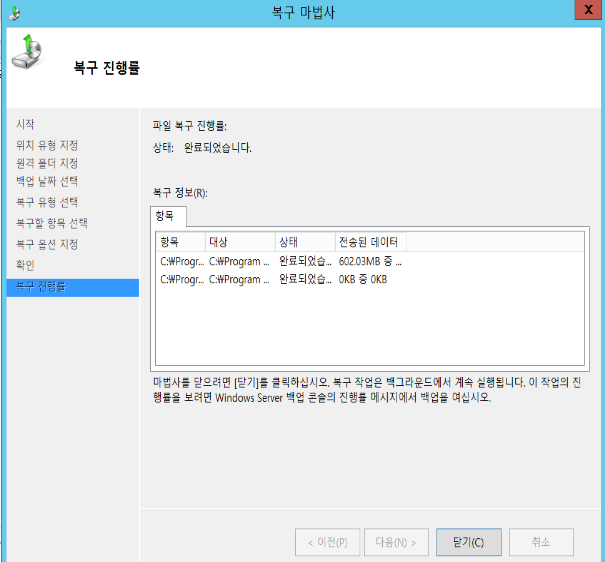 복구 마법사
X
복구 진행률
시작
위치 유형 지정
원격 폴더 지정
백업 날짜 선택
복구 유형 선택
복구할 항목 선택
복구 옵션 지정
확인
복구 진행률
파일 복구 진행률:
상태: 완료되었습니다.
복구 정보(R):
항목
항목 대상 상태 전송된 데이터
C:₩Progr... C:₩Program ... 완료되었습... 602.03MB 중 ...
C:₩Progr... C:₩Program ... 완료되었습... 0KB 중 0KB
마법사를 닫으려면 [닫기]를 클릭하십시오. 복구 작업은 백그라운드에서 계속 실행됩니다. 이 작업의 진
행률을 보려면 Windows Server 백업 콘솔의 진행률 메시지에서 백업을 여십시오.
< 이전(P) 다음(N) > 닫기(C) 취소